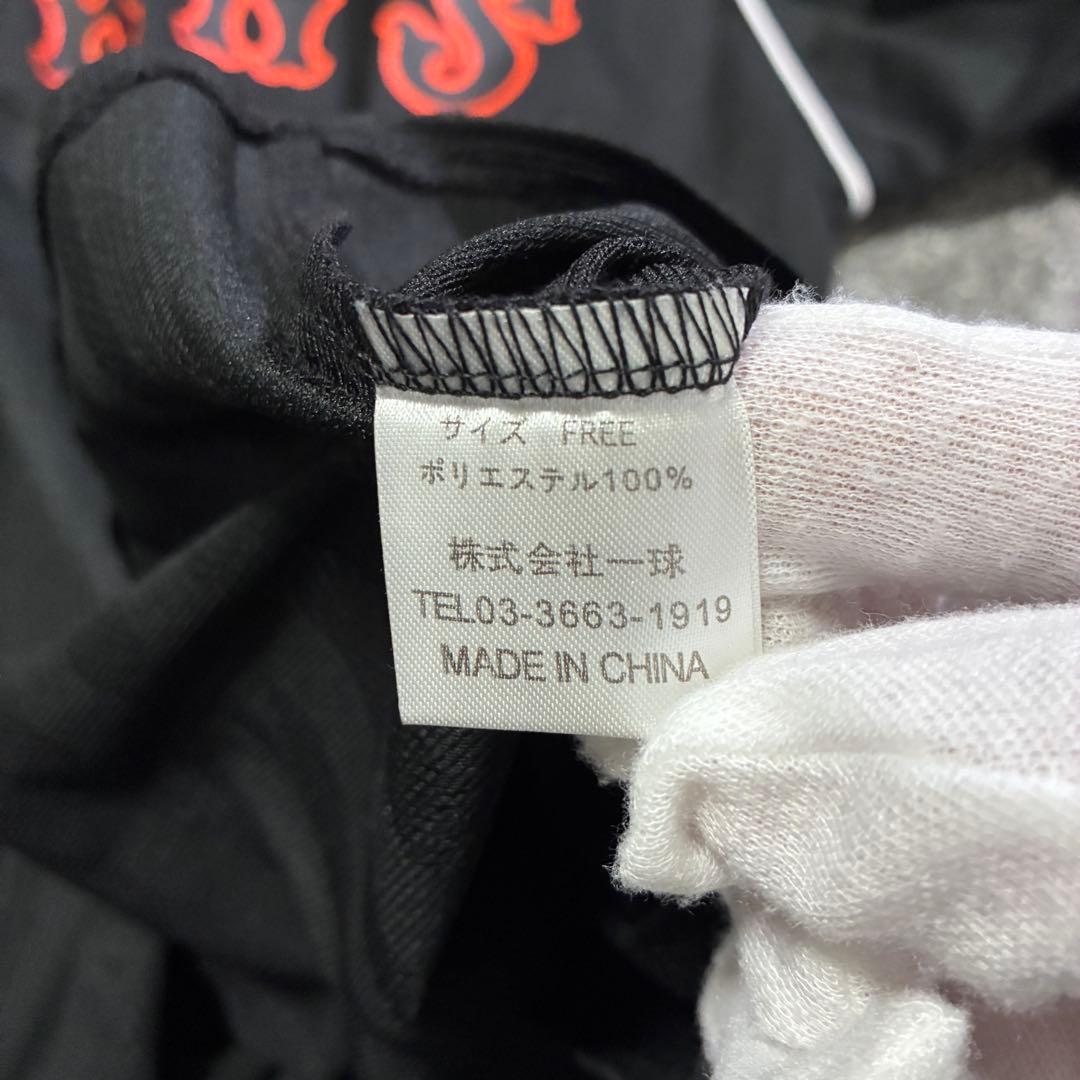 サイズ　FREE
ポリエステル100%
株式会社一球
TEL03-3663-1919
MADE IN CHINA